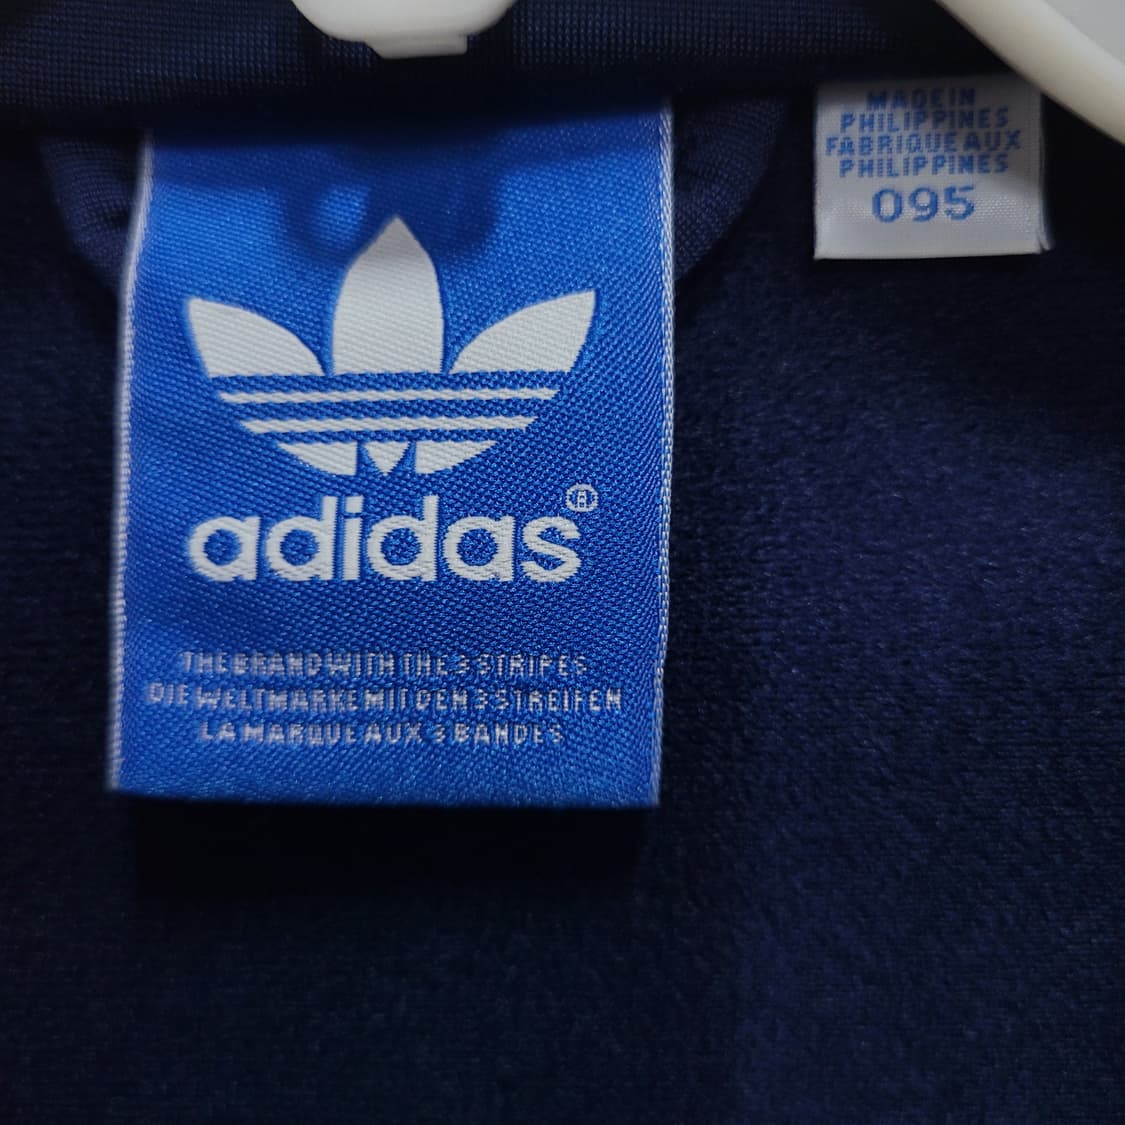 adidas®
THE BRAND WITH THE 3 STRIPES
DIE WELTMARKE MIT DEN 3 STREIFEN
LA MARQUE AUX 3 BANDES
MADE IN
PHILIPPINES
FABRIQUE AUX
PHILIPPINES
095